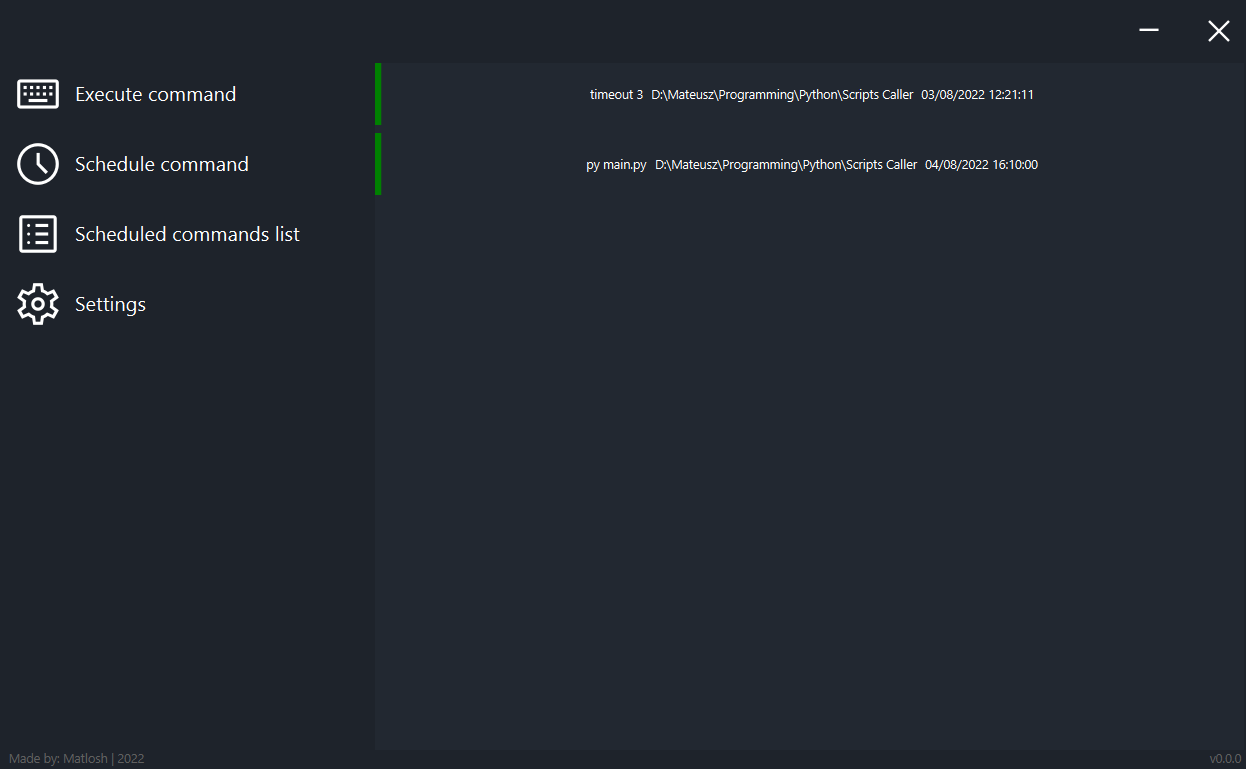 Execute command
Schedule command
Scheduled commands list
Settings
timeout 3 D:\Mateusz\Programming\Python\Scripts Caller 03/08/2022 12:21:11
py main.py D:\Mateusz\Programming\Python\Scripts Caller 04/08/2022 16:10:00
Made by: Matlosh | 2022
v0.0.0